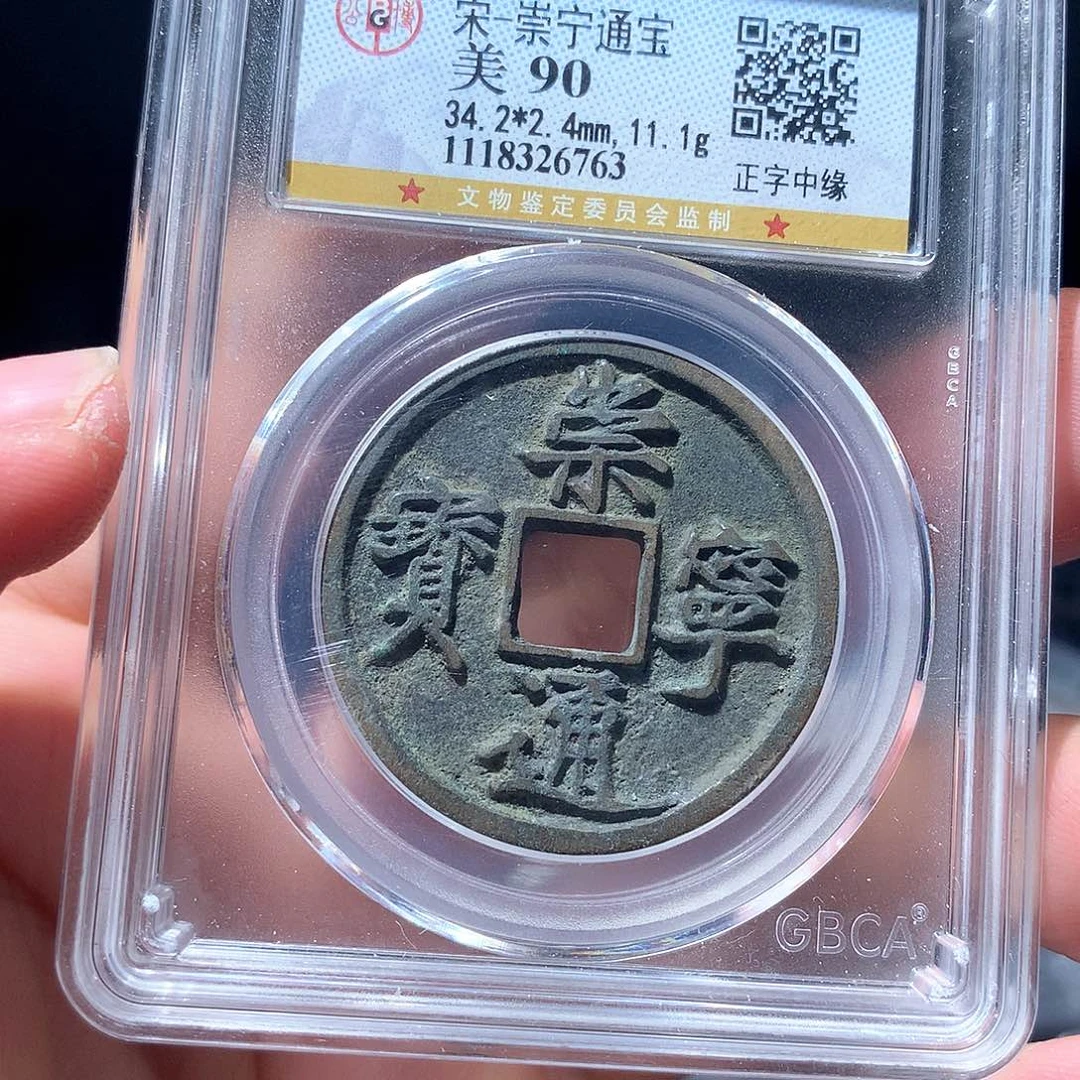 宋-崇宁通宝
美 90
34.2*2.4mm, 11.1g
1118326763
正字中缘
文物鉴定委员会监制
GBCA
崇
寧
通
寶
GBCA